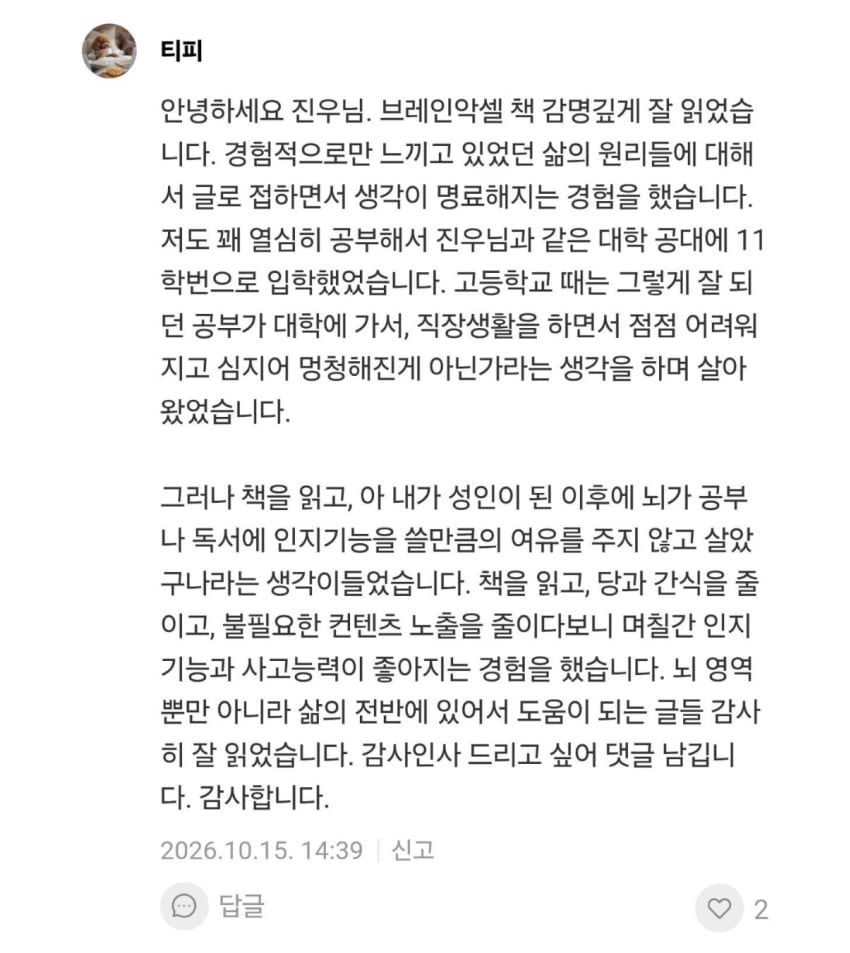 티피
안녕하세요 진우님. 브레인악셀 책 감명깊게 잘 읽었습
니다. 경험적으로만 느끼고 있었던 삶의 원리들에 대해
서 글로 접하면서 생각이 명료해지는 경험을 했습니다.
저도 꽤 열심히 공부해서 진우님과 같은 대학 공대에 11
학번으로 입학했었습니다. 고등학교 때는 그렇게 잘 되
던 공부가 대학에 가서, 직장생활을 하면서 점점 어려워
지고 심지어 멍청해진게 아닌가라는 생각을 하며 살아
왔었습니다.
그러나 책을 읽고, 아 내가 성인이 된 이후에 뇌가 공부
나 독서에 인지기능을 쓸만큼의 여유를 주지 않고 살았
구나라는 생각이들었습니다. 책을 읽고, 당과 간식을 줄
이고, 불필요한 컨텐츠 노출을 줄이다보니 며칠간 인지
기능과 사고능력이 좋아지는 경험을 했습니다. 뇌 영역
뿐만 아니라 삶의 전반에 있어서 도움이 되는 글들 감사
히 잘 읽었습니다. 감사인사 드리고 싶어 댓글 남깁니
다. 감사합니다.
2026.10.15. 14:39 신고
답글 2